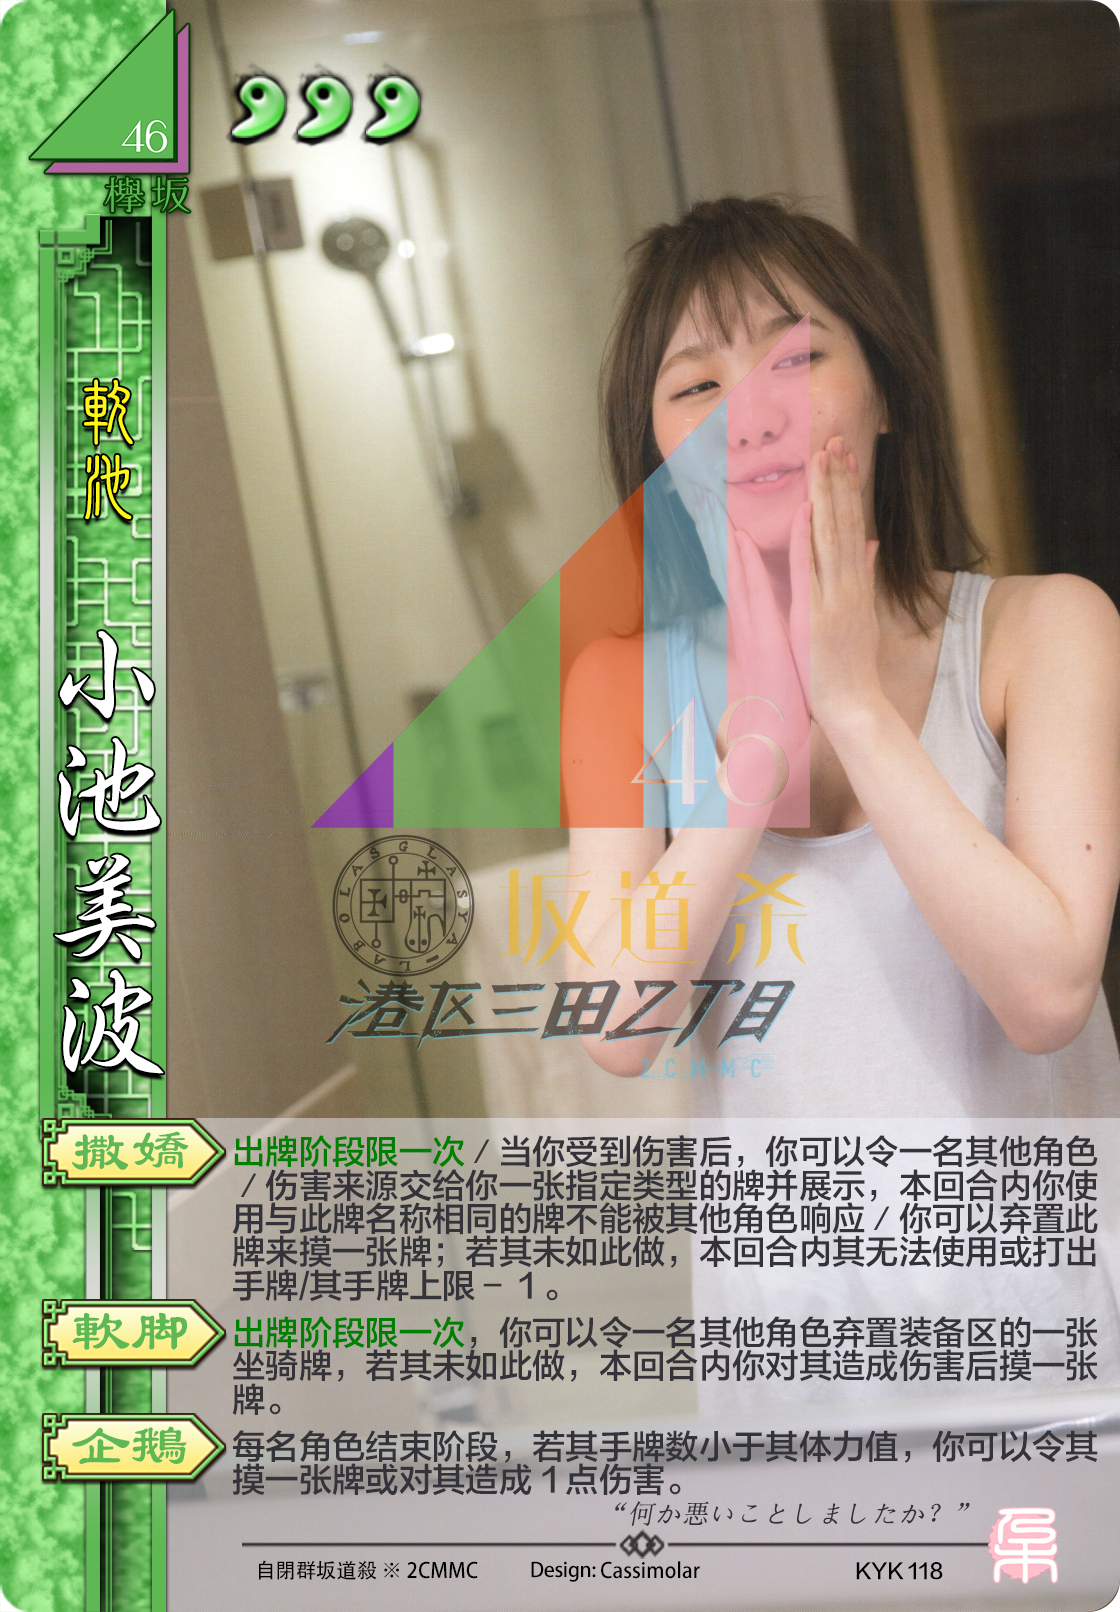 46
欅坂
軟池
小池美波
46
GLASYALABOLAS
坂道杀
港区三田2丁目
2CMMC
撒嬌
出牌阶段限一次／当你受到伤害后，你可以令一名其他角色
／伤害来源交给你一张指定类型的牌并展示，本回合内你使
用与此牌名称相同的牌不能被其他角色响应／你可以弃置此
牌来摸一张牌；若其未如此做，本回合内其无法使用或打出
手牌/其手牌上限－1。
軟脚
出牌阶段限一次，你可以令一名其他角色弃置装备区的一张
坐骑牌，若其未如此做，本回合内你对其造成伤害后摸一张
牌。
企鵝
每名角色结束阶段，若其手牌数小于其体力值，你可以令其
摸一张牌或对其造成1点伤害。
“何か悪いことしましたか？”
自閉群坂道殺 ※ 2CMMC Design: Cassimolar KYK 118